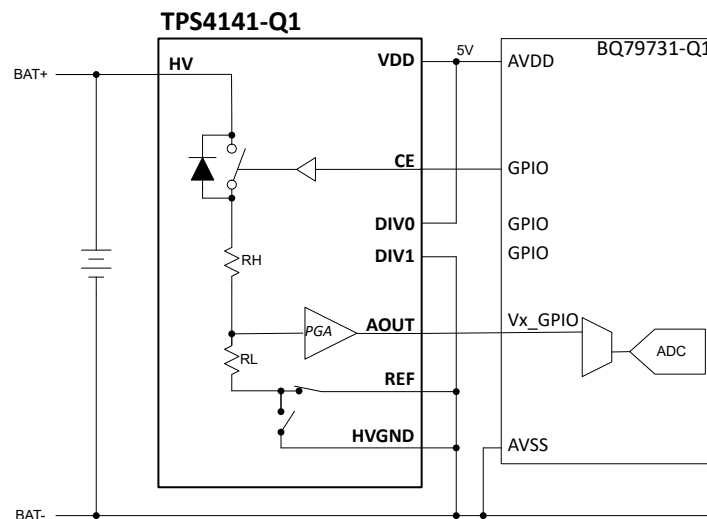 TPS4141-Q1
BQ79731-Q1
BAT+
HV
VDD
5V
AVDD
CE
GPIO
DIV0
GPIO
DIV1
GPIO
RH
PGA
AOUT
Vx_GPIO
ADC
RL
REF
HVGND
AVSS
BAT-